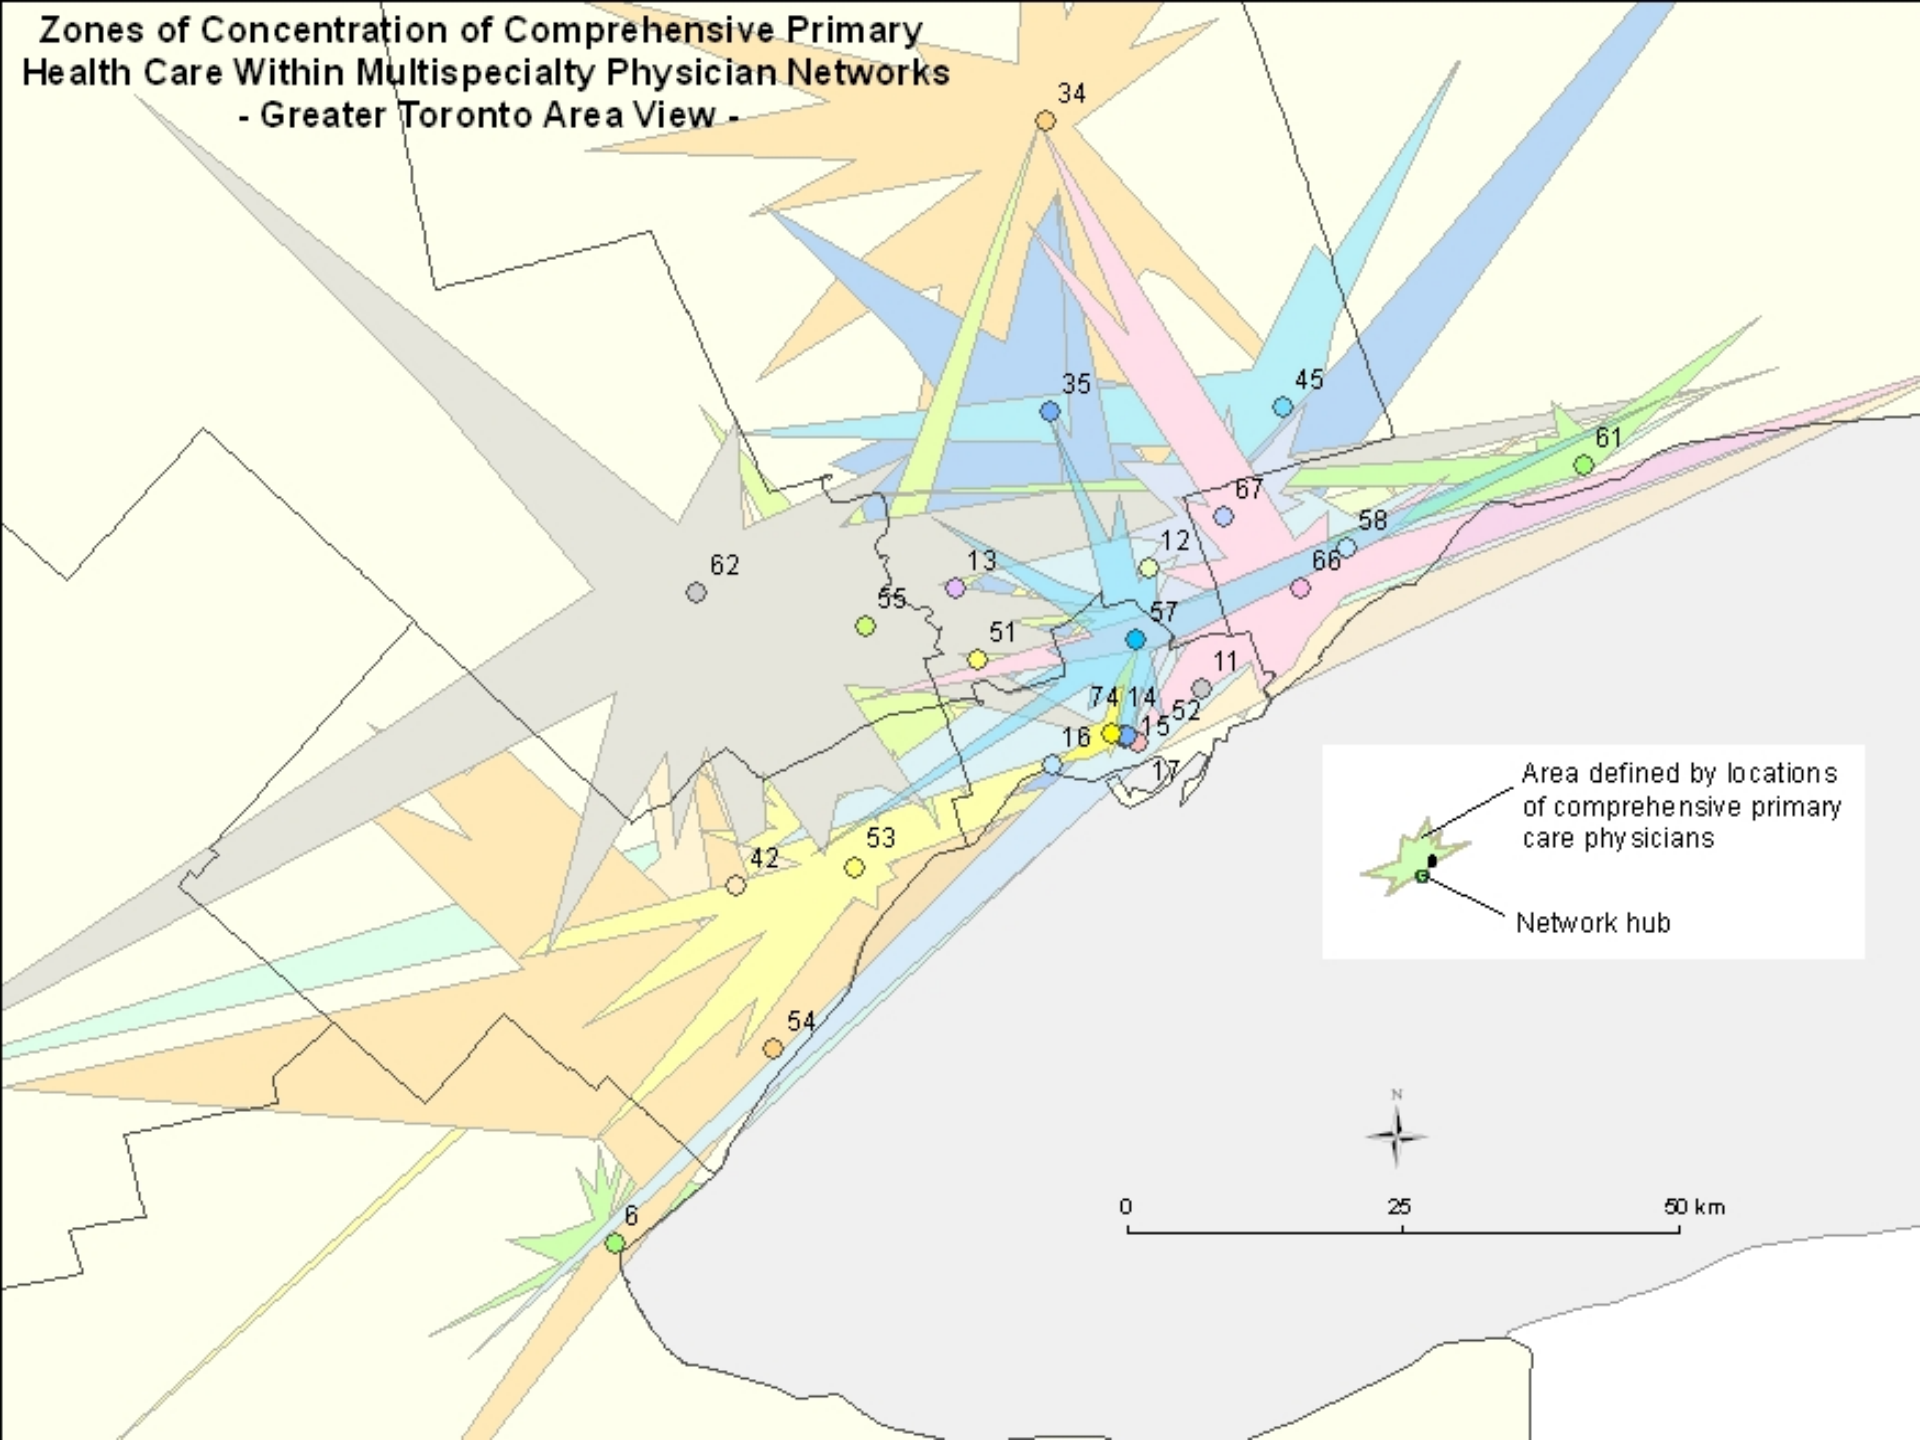 Zones of Concentration of Comprehensive Primary
Health Care Within Multispecialty Physician Networks
- Greater Toronto Area View -
34
35
45
61
67
58
12
66
62
13
55
57
51
11
74
14
52
15
16
17
53
42
54
6
Area defined by locations
of comprehensive primary
care physicians
Network hub
N
0
25
50 km